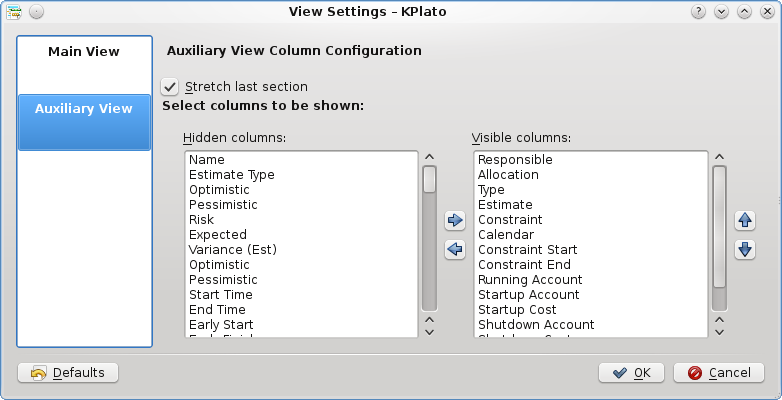 View Settings – KPlato
Main View
Auxiliary View
Auxiliary View Column Configuration
Stretch last section
Select columns to be shown:
Hidden columns:
Name
Estimate Type
Optimistic
Pessimistic
Risk
Expected
Variance (Est)
Optimistic
Pessimistic
Start Time
End Time
Early Start
Visible columns:
Responsible
Allocation
Type
Estimate
Constraint
Calendar
Constraint Start
Constraint End
Running Account
Startup Account
Startup Cost
Shutdown Account
Defaults
OK
Cancel